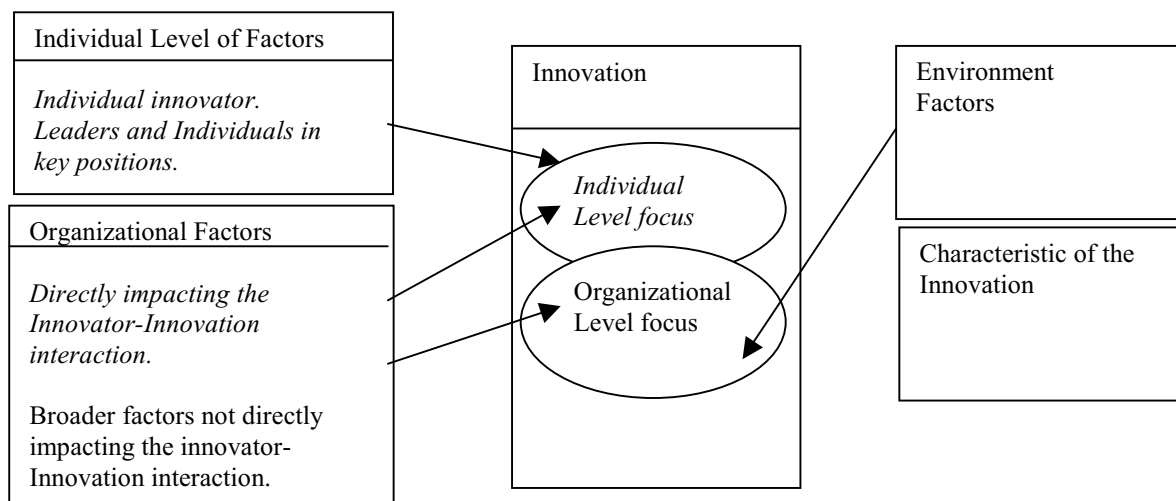 Individual Level of Factors
Individual innovator.
Leaders and Individuals in
key positions.
Organizational Factors
Directly impacting the
Innovator-Innovation
interaction.
Broader factors not directly
impacting the innovator-
Innovation interaction.
Innovation
Individual
Level focus
Organizational
Level focus
Environment
Factors
Characteristic of the
Innovation